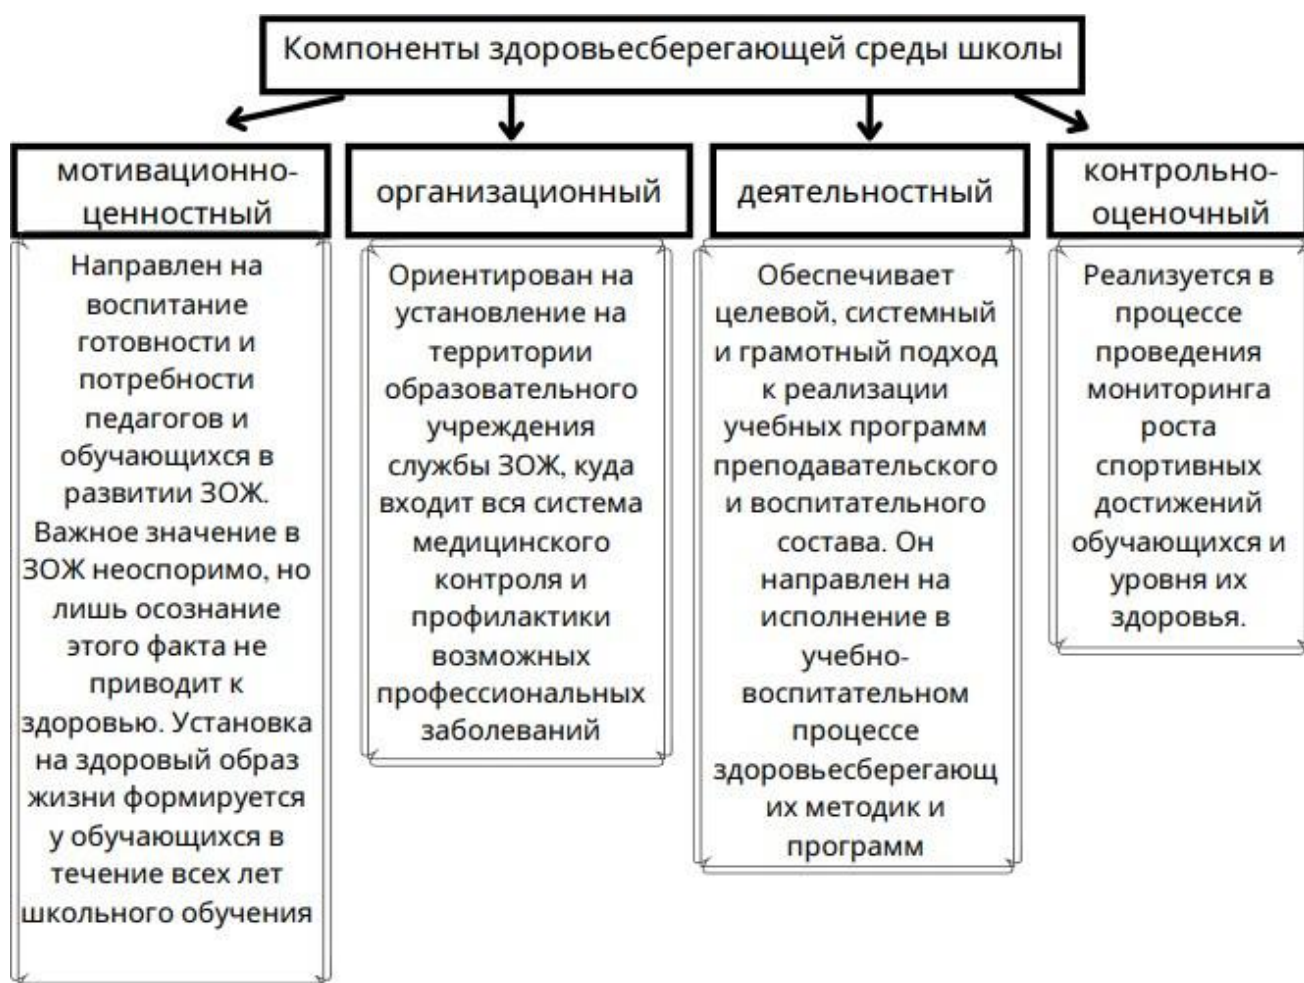 Компоненты здоровьесберегающей среды школы
мотивационно-
ценностный
Направлен на
воспитание
готовности и
потребности
педагогов и
обучающихся в
развитии ЗОЖ.
Важное значение в
ЗОЖ неоспоримо, но
лишь осознание
этого факта не
приводит к
здоровью. Установка
на здоровый образ
жизни формируется
у обучающихся в
течение всех лет
школьного обучения
организационный
Ориентирован на
установление на
территории
образовательного
учреждения
службы ЗОЖ, куда
входит вся система
медицинского
контроля и
профилактики
возможных
профессиональных
заболеваний
деятельностный
Обеспечивает
целевой, системный
и грамотный подход
к реализации
учебных программ
преподавательского
и воспитательного
состава. Он
направлен на
исполнение в
учебно-
воспитательном
процессе
здоровьесберегающ
их методик и
программ
контрольно-
оценочный
Реализуется в
процессе
проведения
мониторинга
роста
спортивных
достижений
обучающихся и
уровня их
здоровья.